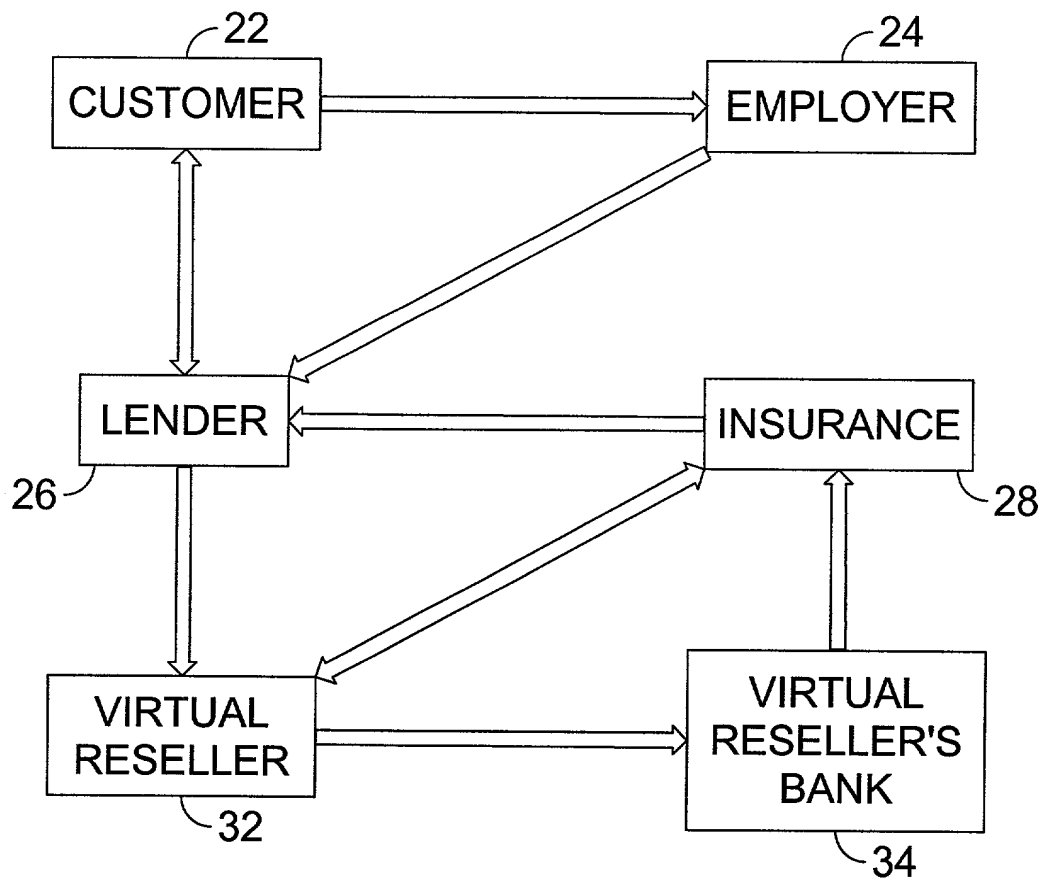 22
24
CUSTOMER
EMPLOYER
LENDER
INSURANCE
26
28
VIRTUAL
RESELLER
VIRTUAL
RESELLER'S
BANK
32
34